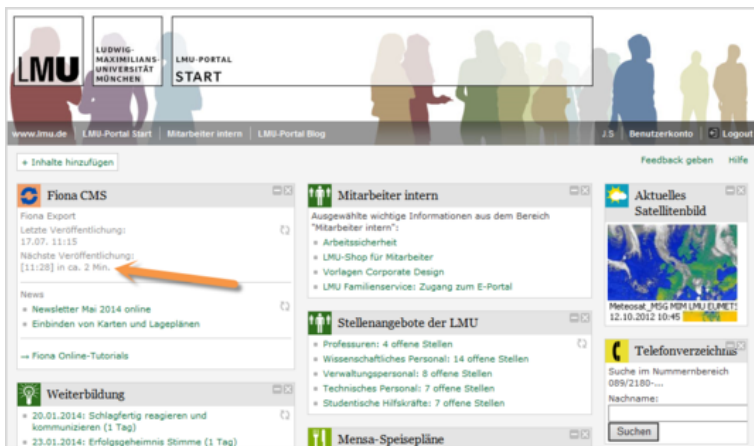 LMU
LUDWIG-
MAXIMILIANS-
UNIVERSITÄT
MÜNCHEN
LMU-PORTAL
START
www.lmu.de LMU-Portal Start Mitarbeiter intern LMU-Portal Blog J.S Benutzerkonto Logout
+ Inhalte hinzufügen
Feedback geben Hilfe
Fiona CMS
Fiona Export
Letzte Veröffentlichung:
17.07. 11:15
Nächste Veröffentlichung:
[11:28] in ca. 2 Min.
News
Newsletter Mai 2014 online
Einbinden von Karten und Lageplänen
→ Fiona Online-Tutorials
Weiterbildung
20.01.2014: Schlagfertig reagieren und
kommunizieren (1 Tag)
23.01.2014: Erfolgsgeheimnis Stimme (1 Tag)
Mitarbeiter intern
Ausgewählte wichtige Informationen aus dem Bereich
"Mitarbeiter intern":
Arbeitssicherheit
LMU-Shop für Mitarbeiter
Vorlagen Corporate Design
LMU Familienservice: Zugang zum E-Portal
Stellenangebote der LMU
Professuren: 4 offene Stellen
Wissenschaftliches Personal: 14 offene Stellen
Verwaltungspersonal: 8 offene Stellen
Technisches Personal: 7 offene Stellen
Studentische Hilfskräfte: 7 offene Stellen
Mensa-Speisepläne
Aktuelles
Satellitenbild
Meteosat_MSG MIM LMU EUMETS
12.10.2012 10:45
Telefonverzeichnis
Suche im Nummernbereich
089/2180-...
Nachname:
Suchen